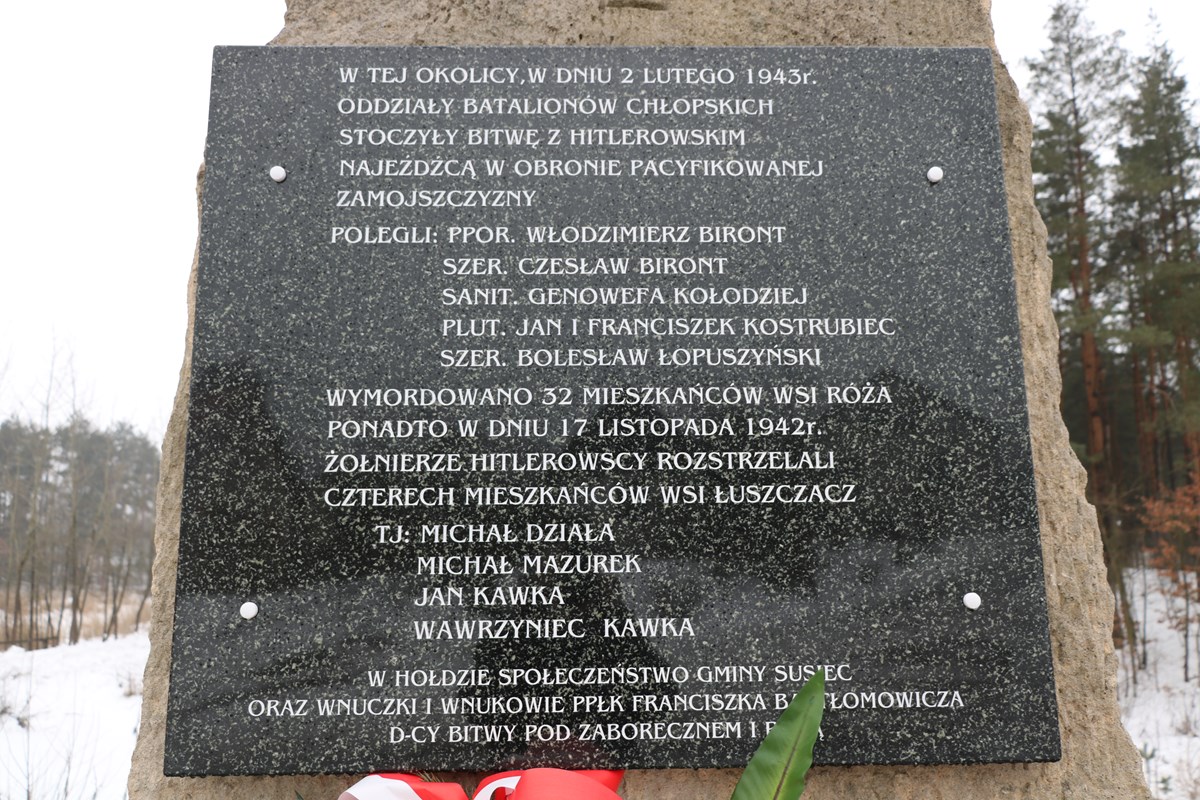 W TEJ OKOLICY, W DNIU 2 LUTEGO 1943r.
ODDZIAŁY BATALIONÓW CHŁOPSKICH
STOCZYŁY BITWĘ Z HITLEROWSKIM
NAJEŹDŹCĄ W OBRONIE PACYFIKOWANEJ
ZAMOJSZCZYZNY
POLEGLI: PPOR. WŁODZIMIERZ BIRONT
SZER. CZESŁAW BIRONT
SANIT. GENOWEFA KOŁODZIEJ
PLUT. JAN I FRANCISZEK KOSTRUBIEC
SZER. BOLESŁAW ŁOPUSZYŃSKI
WYMORDOWANO 32 MIESZKAŃCÓW WSI RÓŻA
PONADTO W DNIU 17 LISTOPADA 1942r.
ŻOŁNIERZE HITLEROWSCY ROZSTRZELALI
CZTERECH MIESZKAŃCÓW WSI ŁUSZCZACZ
TJ: MICHAŁ DZIAŁA
MICHAŁ MAZUREK
JAN KAWKA
WAWRZYNIEC KAWKA
W HOŁDZIE SPOŁECZEŃSTWO GMINY SUSIEC
ORAZ WNUCZKI I WNUKOWIE PPŁK FRANCISZKA
D-CY BITWY POD ZABORECZNEM I